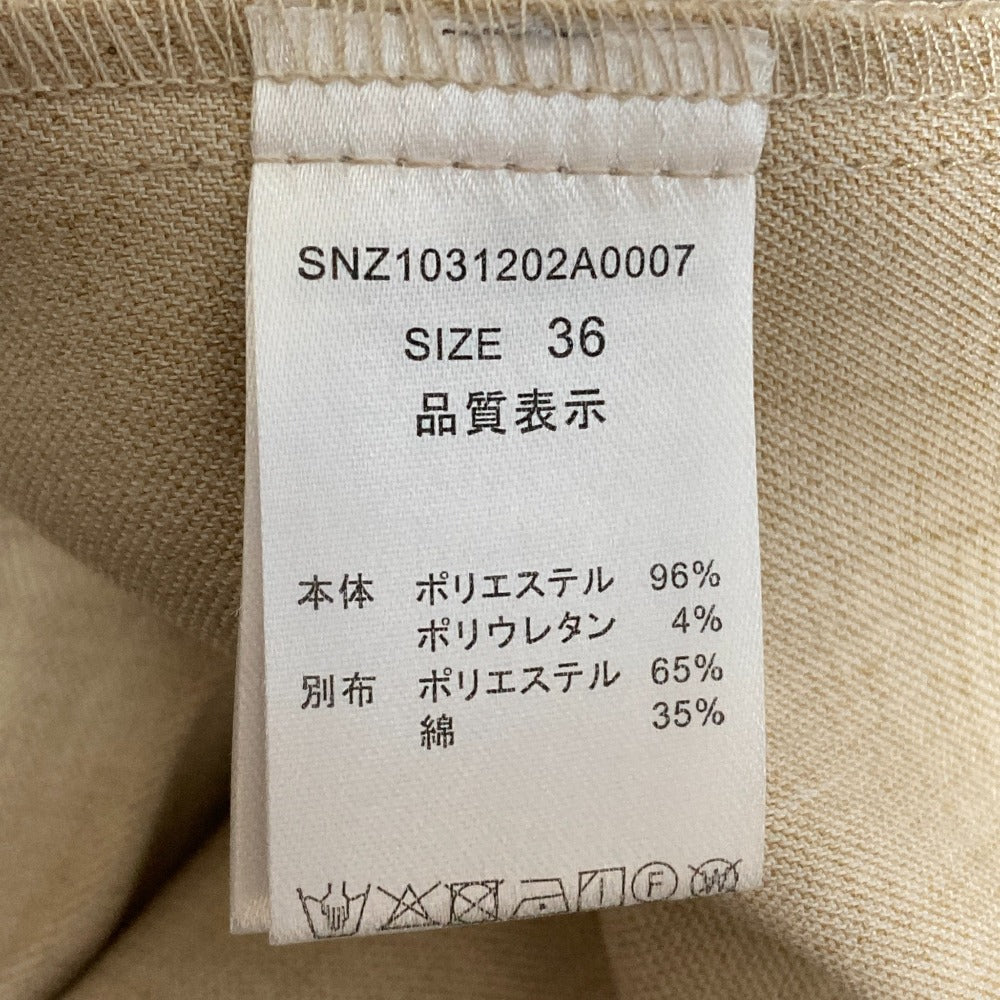 SNZ1031202A0007
SIZE 36
品質表示
本体 ポリエステル 96%
ポリウレタン 4%
別布 ポリエステル 65%
綿 35%
F W